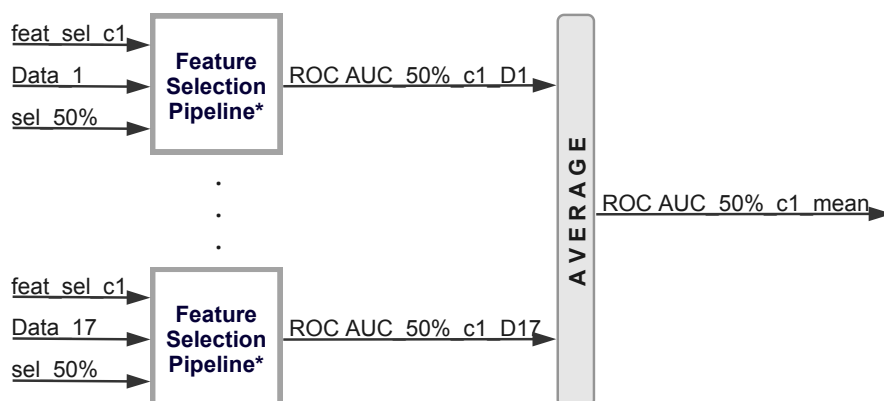 feat_sel_c1
Data_1
sel_50%
Feature
Selection
Pipeline*
ROC AUC_50%_c1_D1
.
.
.
feat_sel_c1
Data_17
sel_50%
Feature
Selection
Pipeline*
ROC AUC_50%_c1_D17
AVERAGE
ROC AUC_50%_c1_mean